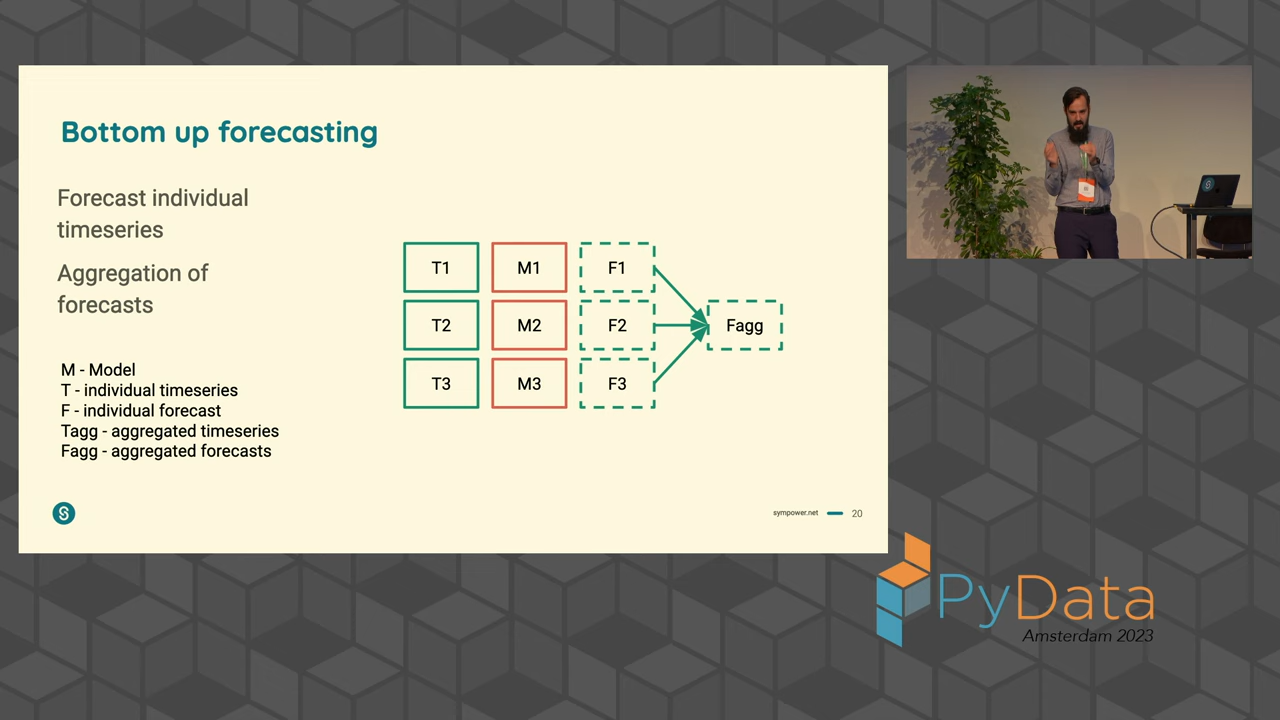 Bottom up forecasting
Forecast individual
timeseries
Aggregation of
forecasts
M - Model
T - individual timeseries
F - individual forecast
Tagg - aggregated timeseries
Fagg - aggregated forecasts
T1 M1 F1
T2 M2 F2 Fagg
T3 M3 F3
sympower.net 20
PyData
Amsterdam 2023